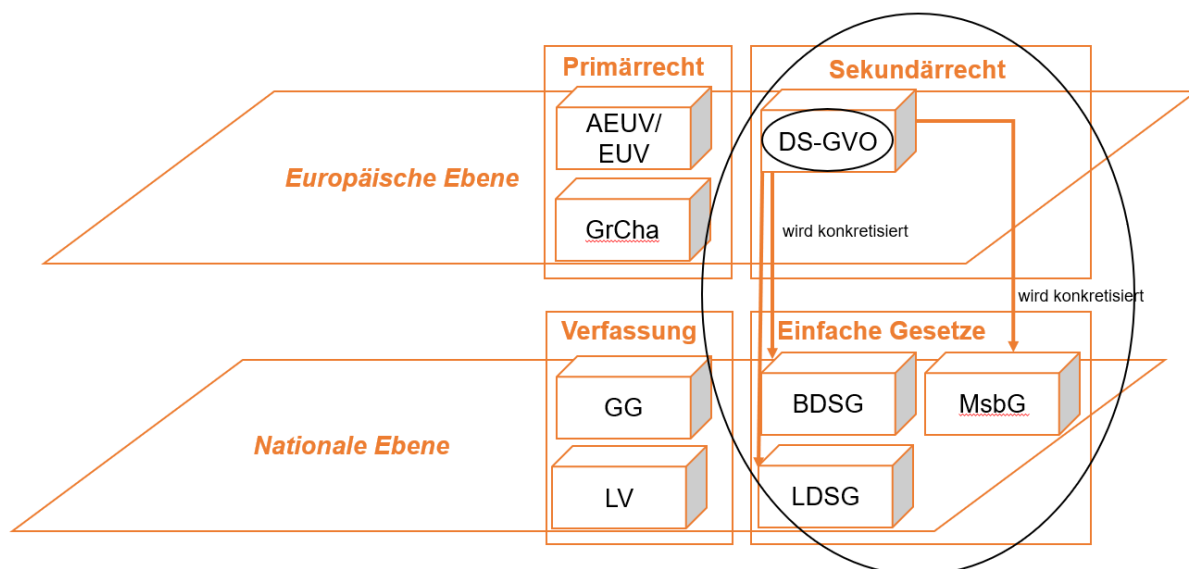 Primärrecht
Sekundärrecht
AEUV/
EUV
DS-GVO
Europäische Ebene
GrCha
wird konkretisiert
wird konkretisiert
Verfassung
Einfache Gesetze
GG
BDSG
MsbG
Nationale Ebene
LV
LDSG